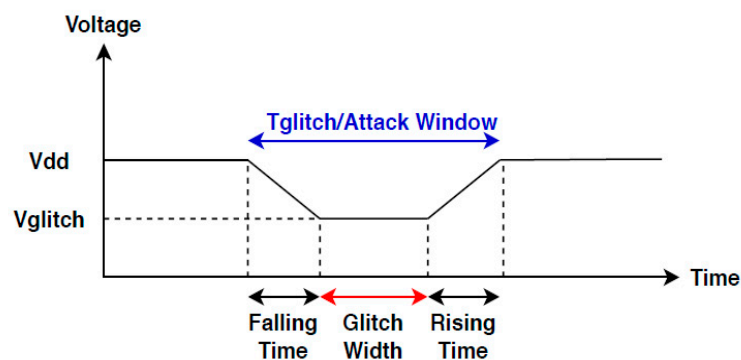 Voltage
Tglitch/Attack Window
Vdd
Vglitch
Time
Falling Time
Glitch Width
Rising Time